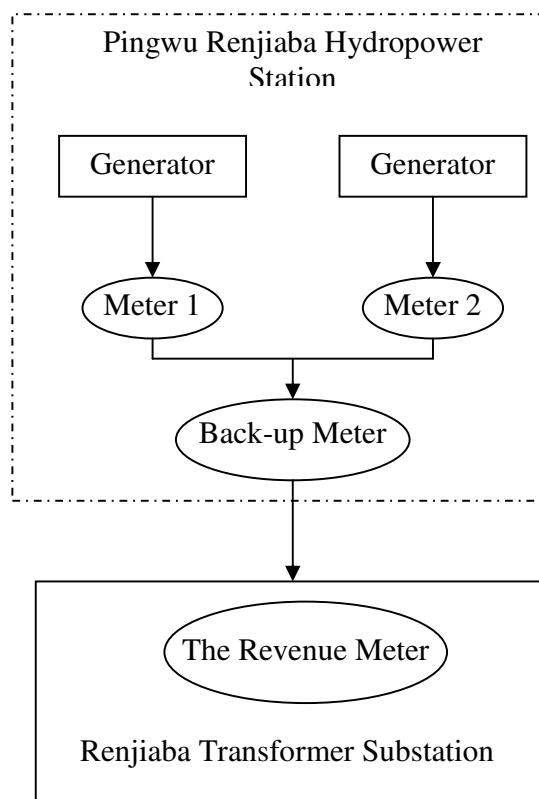 Pingwu Renjiaba Hydropower
Station
Generator
Generator
Meter 1
Meter 2
Back-up Meter
The Revenue Meter
Renjiaba Transformer Substation